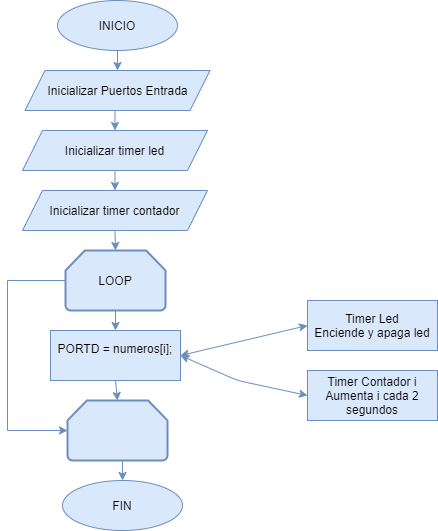 INICIO
Inicializar Puertos Entrada
Inicializar timer led
Inicializar timer contador
LOOP
PORTD = numeros[i];
Timer Led
Enciende y apaga led
Timer Contador i
Aumenta i cada 2
segundos
FIN